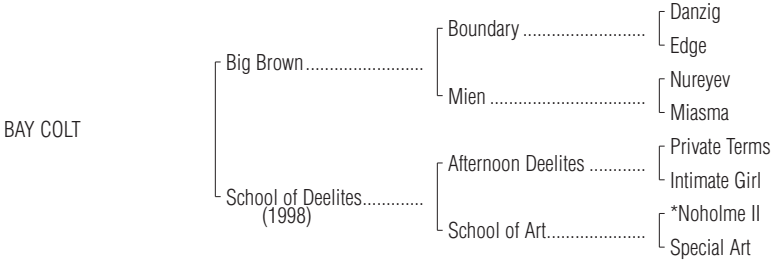 Danzig
Boundary ..........................
Edge
Big Brown.........................
Nureyev
Mien .................................
Miasma
BAY COLT
Private Terms
Afternoon Deelites ............
Intimate Girl
School of Deelites.............
(1998)
*Noholme II
School of Art.....................
Special Art